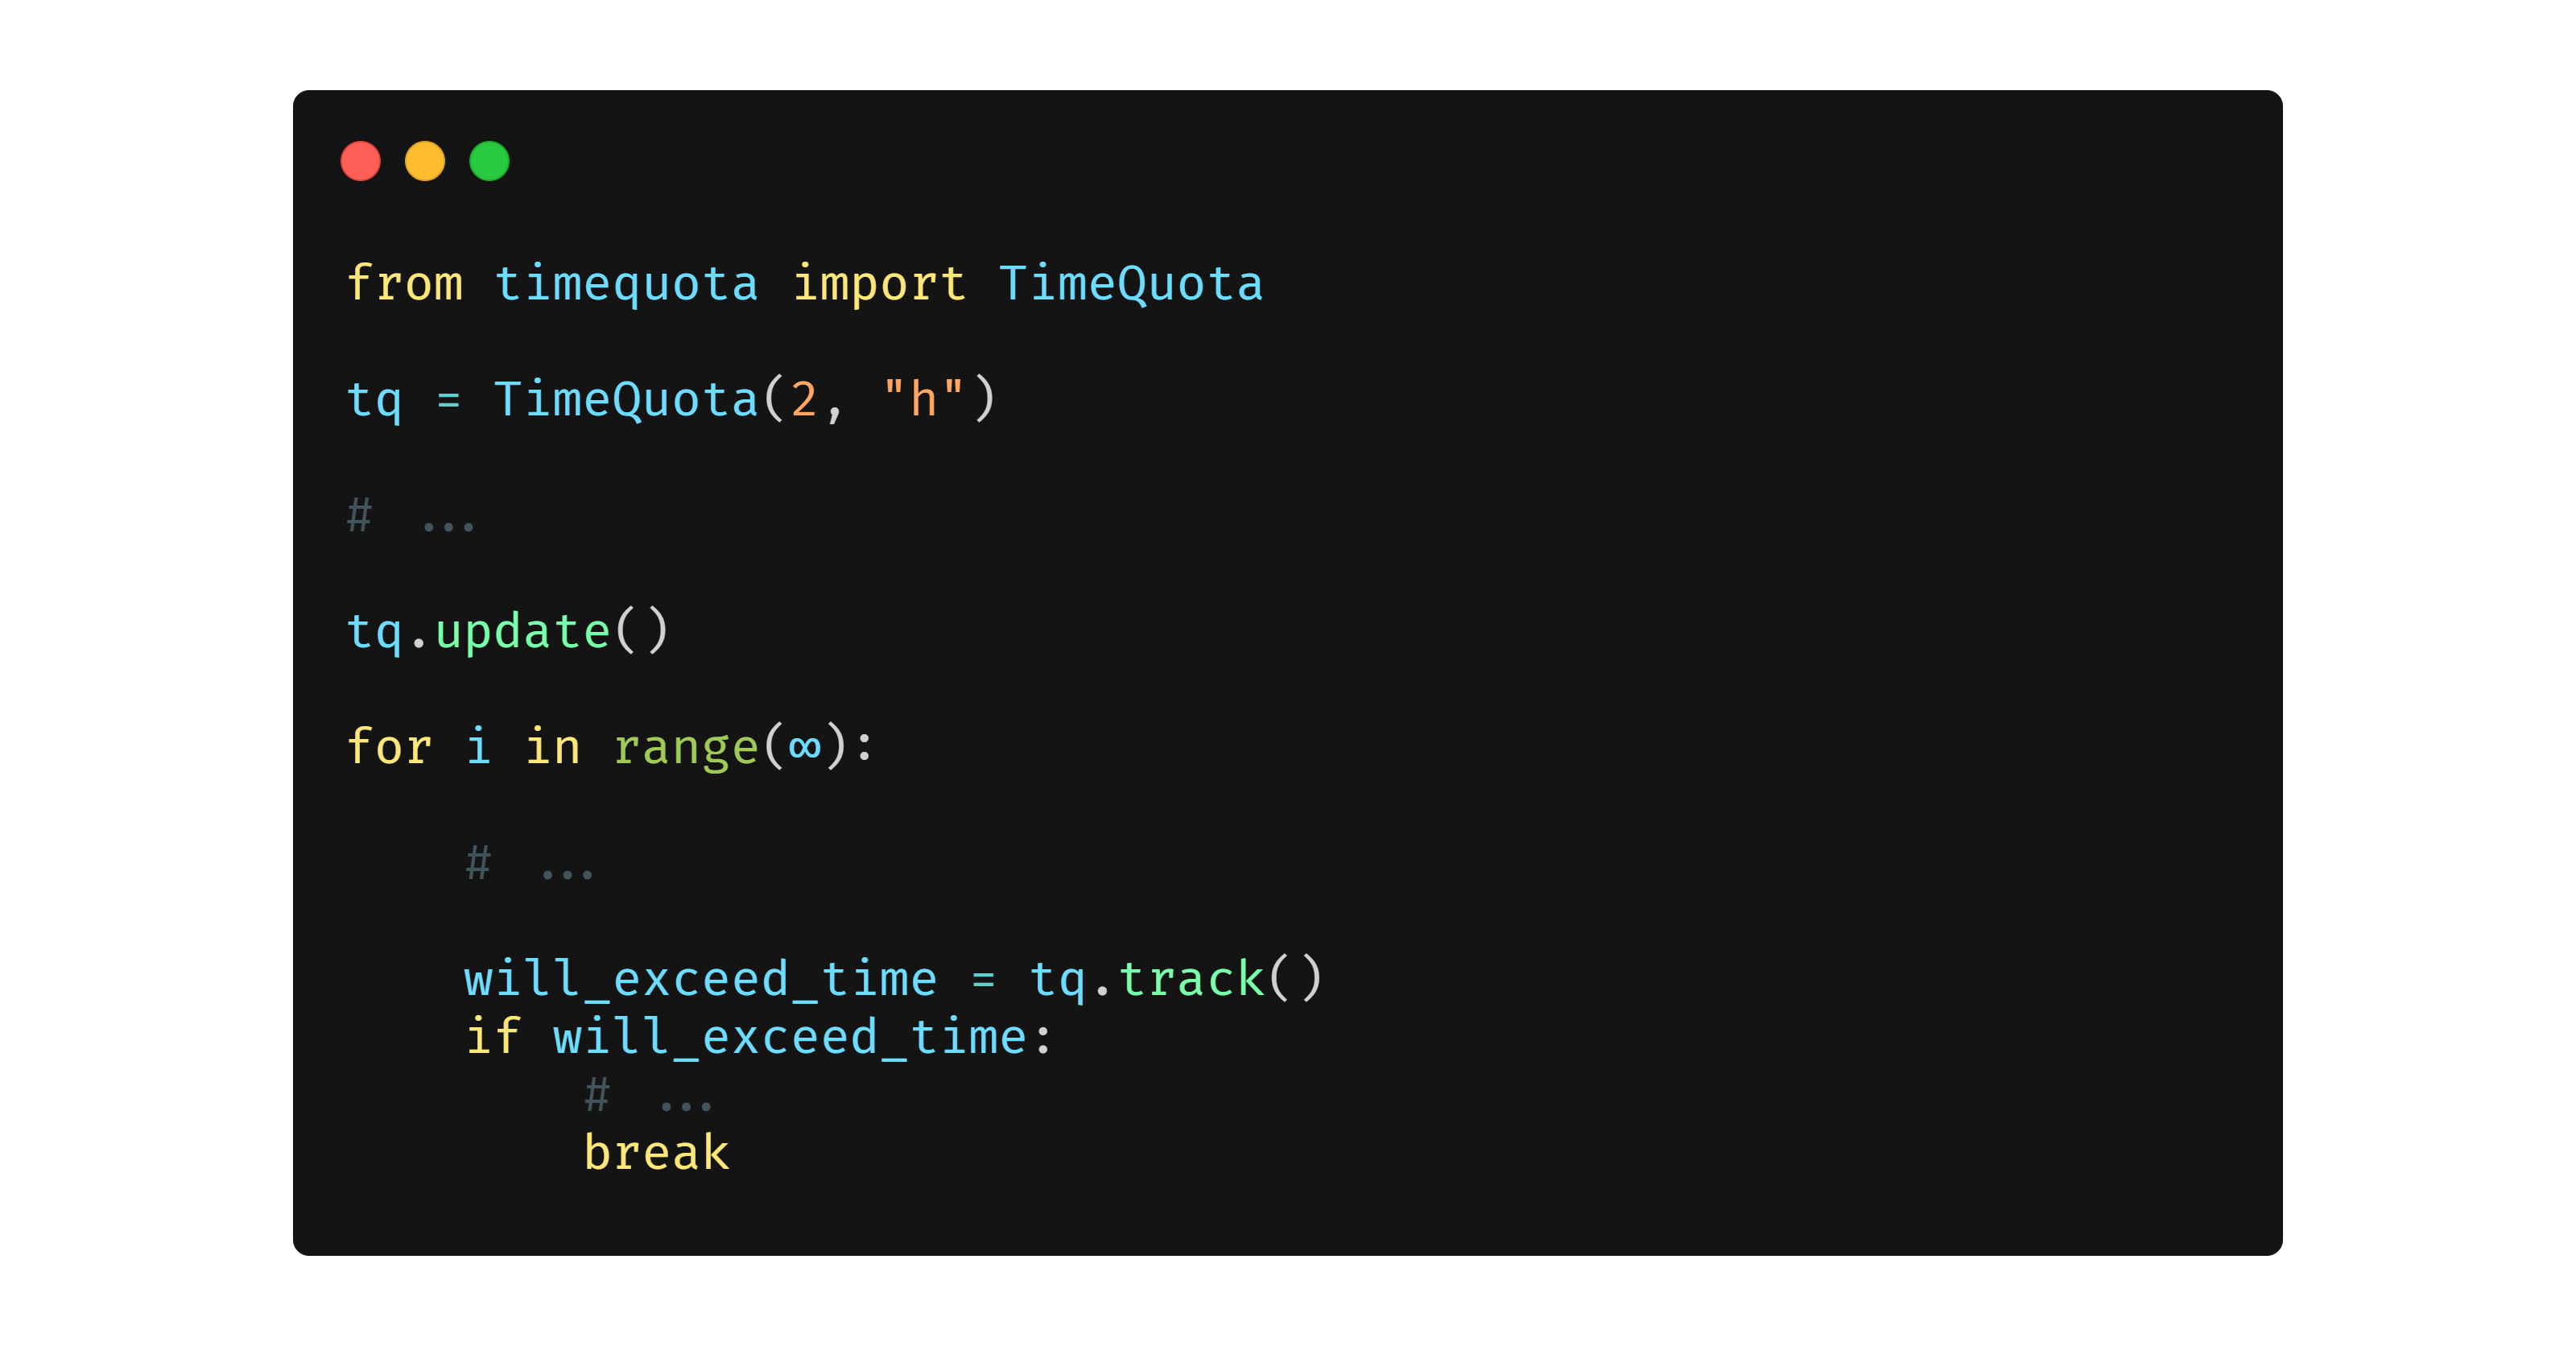 from timequota import TimeQuota
tq = TimeQuota(2, "h")
# ...
tq.update()
for i in range(∞):
# ...
will_exceed_time = tq.track()
if will_exceed_time:
# ...
break